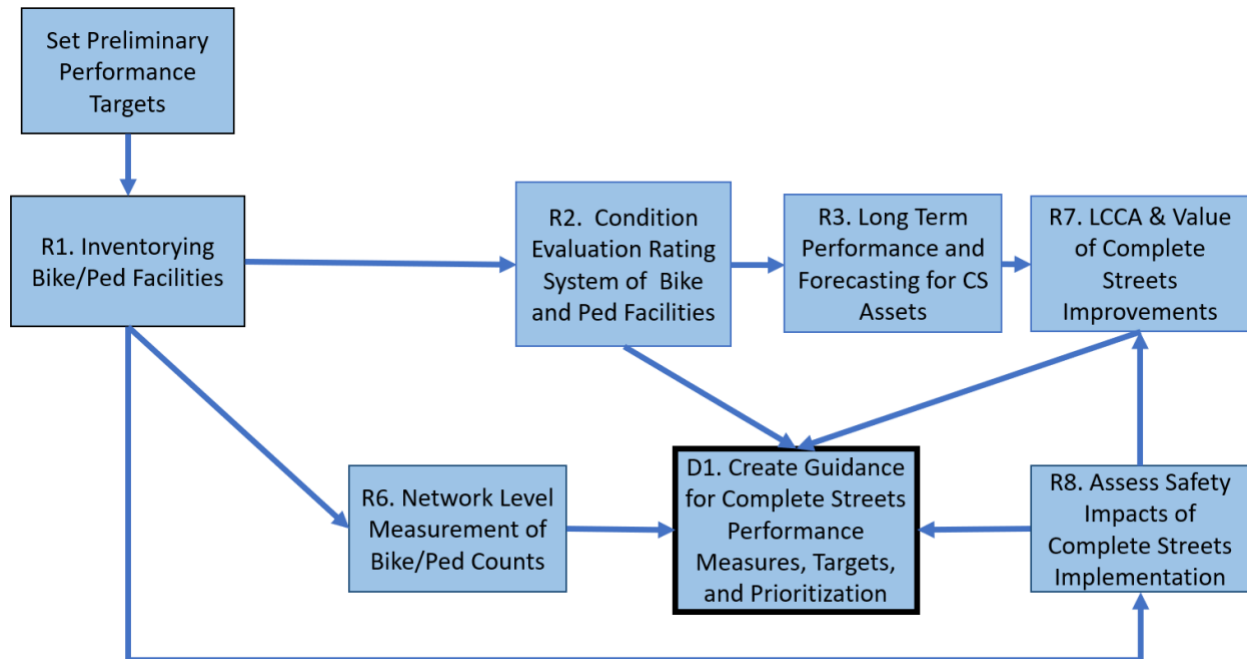 Set Preliminary
Performance
Targets
R1. Inventorying
Bike/Ped Facilities
R2. Condition
Evaluation Rating
System of Bike
and Ped Facilities
R3. Long Term
Performance and
Forecasting for CS
Assets
R7. LCCA & Value
of Complete
Streets
Improvements
R6. Network Level
Measurement of
Bike/Ped Counts
D1. Create Guidance
for Complete Streets
Performance
Measures, Targets,
and Prioritization
R8. Assess Safety
Impacts of
Complete Streets
Implementation